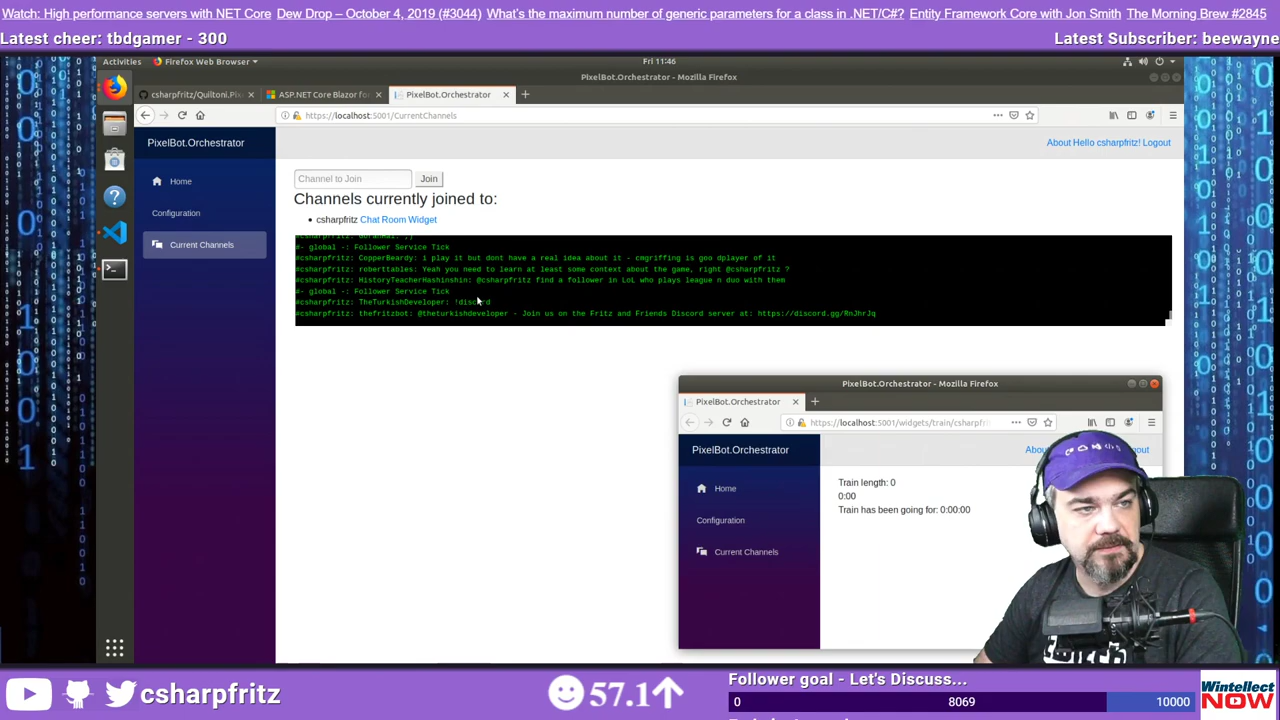 Watch: High performance servers with NET Core Dew Drop – October 4, 2019 (#3044) What's the maximum number of generic parameters for a class in .NET/C#? Entity Framework Core with Jon Smith The Morning Brew #2845
Latest cheer: tbdgamer - 300
Latest Subscriber: beewayne
Activities
Firefox Web Browser
Fri 11:46
PixelBot.Orchestrator - Mozilla Firefox
csharpfritz/Quiltoni.Pix
ASP.NET Core Blazor for
PixelBot.Orchestrator
https://localhost:5001/CurrentChannels
PixelBot.Orchestrator
About Hello csharpfritz! Logout
Home
Configuration
Current Channels
Channel to Join
Join
Channels currently joined to:
csharpfritz Chat Room Widget
#- global -: Follower Service Tick
#csharpfritz: CopperBeardy: i play it but dont have a real idea about it - cmgriffing is goo dplayer of it
#csharpfritz: roberttables: Yeah you need to learn at least some context about the game, right @csharpfritz ?
#csharpfritz: HistoryTeacherHashinshin: @csharpfritz find a follower in LoL who plays league n duo with them
#- global -: Follower Service Tick
#csharpfritz: TheTurkishDeveloper: !discord
#csharpfritz: thefritzbot: @theturkishdeveloper - Join us on the Fritz and Friends Discord server at: https://discord.gg/RnJhrJq
PixelBot.Orchestrator - Mozilla Firefox
PixelBot.Orchestrator
https://localhost:5001/widgets/train/csharpfri
PixelBot.Orchestrator
Home
Configuration
Current Channels
Train length: 0
0:00
Train has been going for: 0:00:00
csharpfritz
57.1
Follower goal - Let's Discuss...
0
8069
10000
Wintellect
NOW